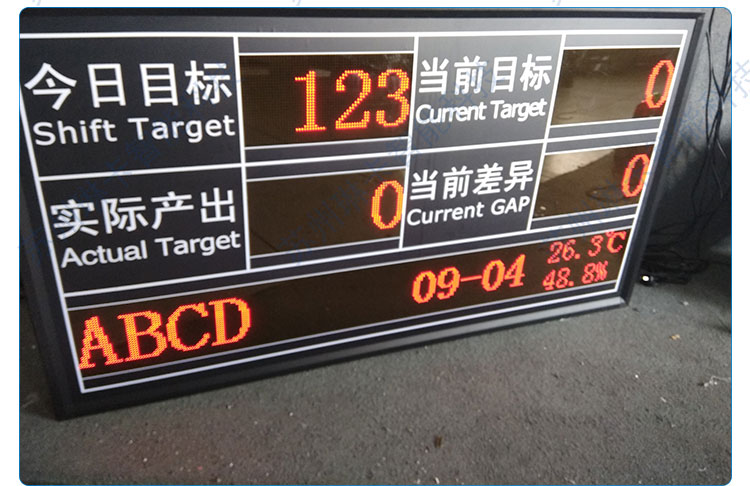 今日目标
Shift Target
123
当前目标
Current Target
0
实际产出
Actual Target
0
当前差异
Current GAP
0
ABCD
09-04
26.3℃
48.8%